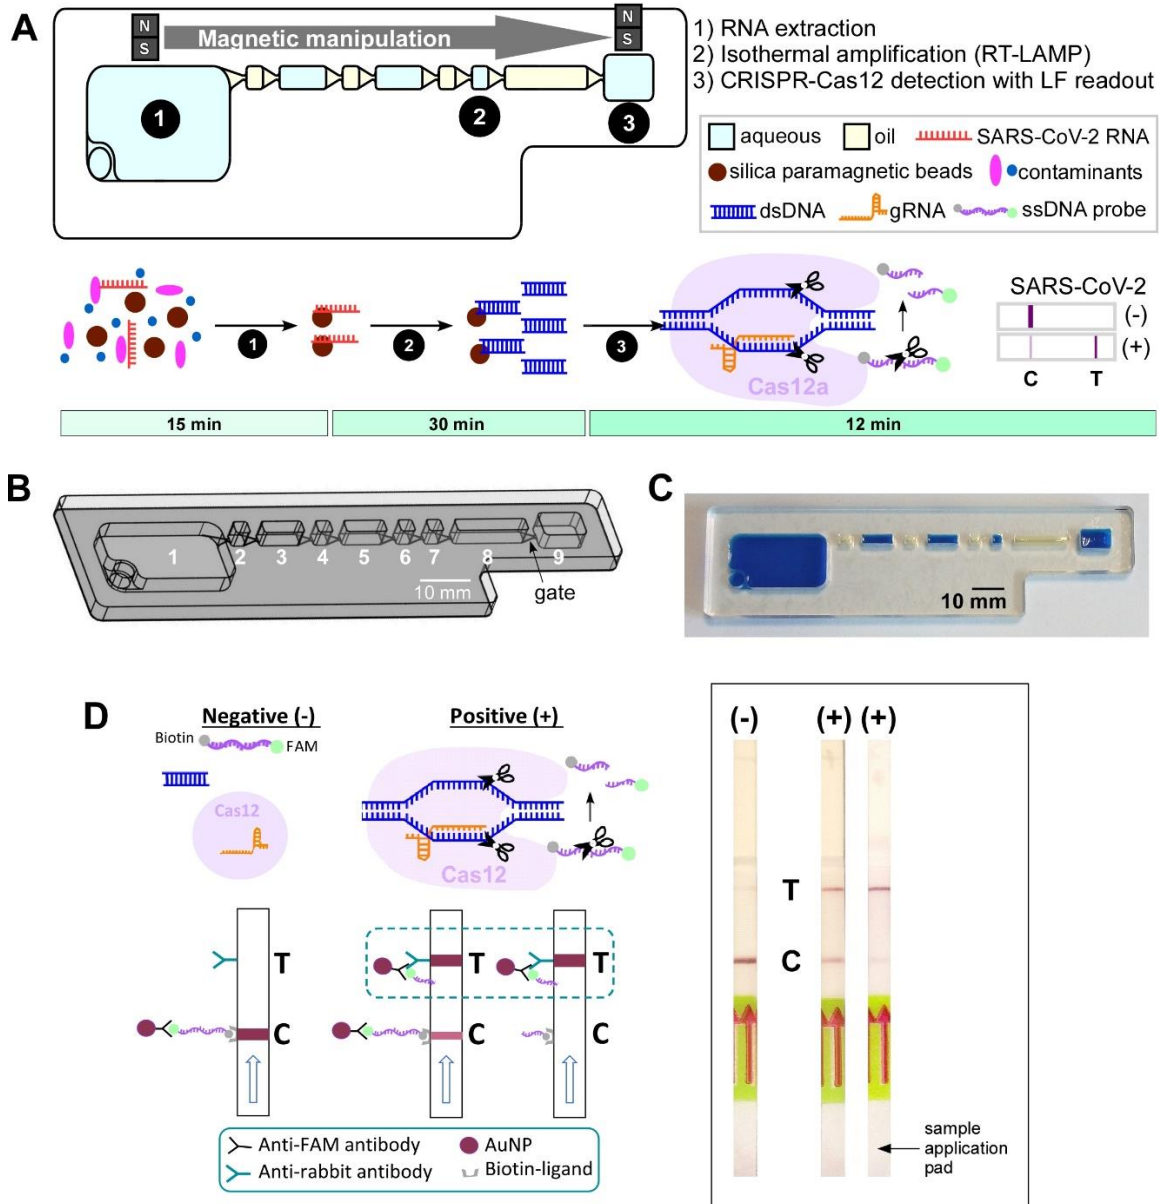 A
N
S
Magnetic manipulation
N
S
1
2
3
1) RNA extraction
2) Isothermal amplification (RT-LAMP)
3) CRISPR-Cas12 detection with LF readout
aqueous oil SARS-CoV-2 RNA
silica paramagnetic beads contaminants
dsDNA gRNA ssDNA probe
1
2
3
Cas12a
SARS-CoV-2
(-)
(+)
C T
15 min 30 min 12 min
B
1 2 3 4 5 6 7 8 9
10 mm
gate
C
10 mm
D
Negative (-)
Biotin
FAM
Cas12
Positive (+)
Cas12
T
C
T
C
T
C
Anti-FAM antibody AuNP
Anti-rabbit antibody Biotin-ligand
(-) (+) (+)
T
C
sample
application
pad